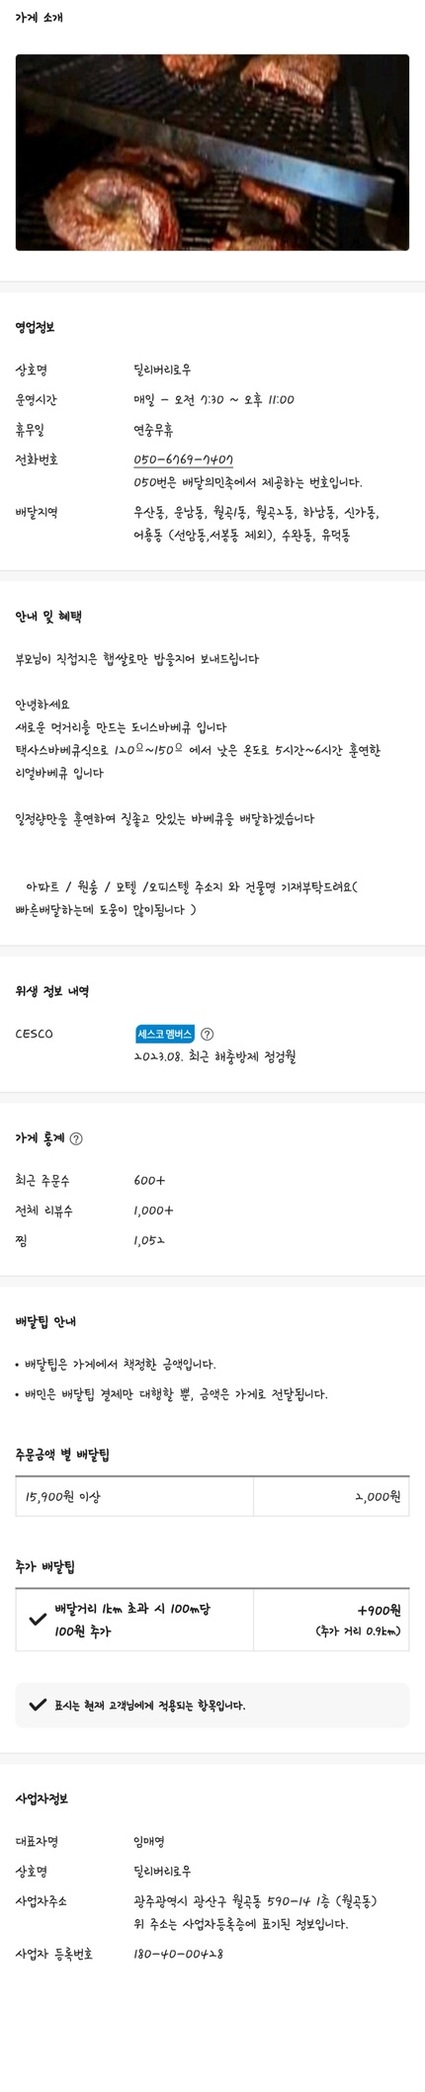 가게 소개
영업정보
상호명 딜리버리로우
운영시간 매일 - 오전 7:30 ~ 오후 11:00
휴무일 연중무휴
전화번호 050-6769-7407
050번은 배달의민족에서 제공하는 번호입니다.
배달지역 우산동, 운남동, 월곡1동, 월곡2동, 하남동, 신가동,
어룡동 (선암동,서봉동 제외), 수완동, 유덕동
안내 및 혜택
부모님이 직접지은 햅쌀로만 밥을지어 보내드립니다
안녕하세요
새로운 먹거리를 만드는 도니스바베큐 입니다
택사스바베큐식으로 120º~150º 에서 낮은 온도로 5시간~6시간 훈연한
리얼바베큐 입니다
일정량만을 훈연하여 질좋고 맛있는 바베큐을 배달하겠습니다
아파트 / 원룸 / 모텔 /오피스텔 주소지 와 건물명 기재부탁드려요(
빠른배달하는데 도움이 많이됩니다 )
위생 정보 내역
CESCO 세스코 멤버스 ?
2023.08. 최근 해충방제 점검월
가게 통계 ?
최근 주문수 600+
전체 리뷰수 1,000+
찜 1,052
배달팁 안내
• 배달팁은 가게에서 책정한 금액입니다.
• 배민은 배달팁 결제만 대행할 뿐, 금액은 가게로 전달됩니다.
주문금액 별 배달팁
15,900원 이상 2,000원
추가 배달팁
배달거리 1km 초과 시 100m당 +900원
100원 추가 (추가 거리 0.9km)
표시는 현재 고객님에게 적용되는 항목입니다.
사업자정보
대표자명 임매영
상호명 딜리버리로우
사업자주소 광주광역시 광산구 월곡동 590-14 1층 (월곡동)
위 주소는 사업자등록증에 표기된 정보입니다.
사업자 등록번호 180-40-00428